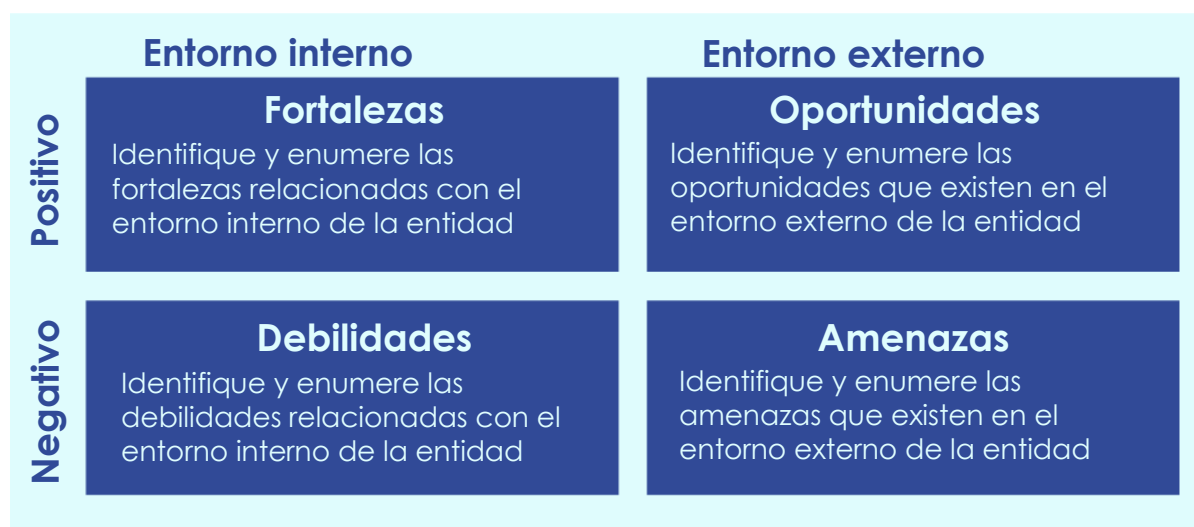 Entorno interno
Entorno externo
Positivo
Fortalezas
Identifique y enumere las
fortalezas relacionadas con el
entorno interno de la entidad
Oportunidades
Identifique y enumere las
oportunidades que existen en el
entorno externo de la entidad
Negativo
Debilidades
Identifique y enumere las
debilidades relacionadas con el
entorno interno de la entidad
Amenazas
Identifique y enumere las
amenazas que existen en el
entorno externo de la entidad